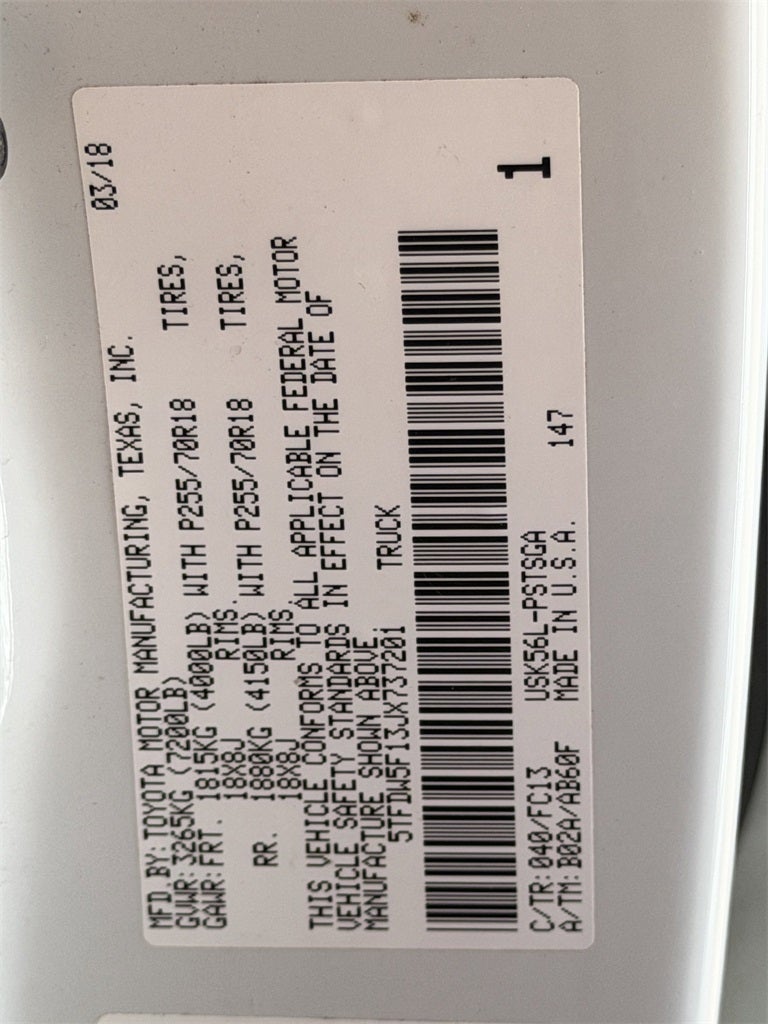 03/18
MFD BY: TOYOTA MOTOR MANUFACTURING, TEXAS, INC.
GVWR: 3265KG (7200LB)
GAWR: FRT. 1815KG (4000LB) WITH P255/70R18 TIRES,
18X8J RIMS.
RR. 1880KG (4150LB) WITH P255/70R18 TIRES,
18X8J RIMS.
THIS VEHICLE CONFORMS TO ALL APPLICABLE FEDERAL MOTOR
VEHICLE SAFETY STANDARDS IN EFFECT ON THE DATE OF
MANUFACTURE SHOWN ABOVE.
5TFDW5F13JX737201 TRUCK
1
C/TR: 040/FC13 USK56L-PSTSGA
A/TM: B02A/AB60F MADE IN U.S.A. 147